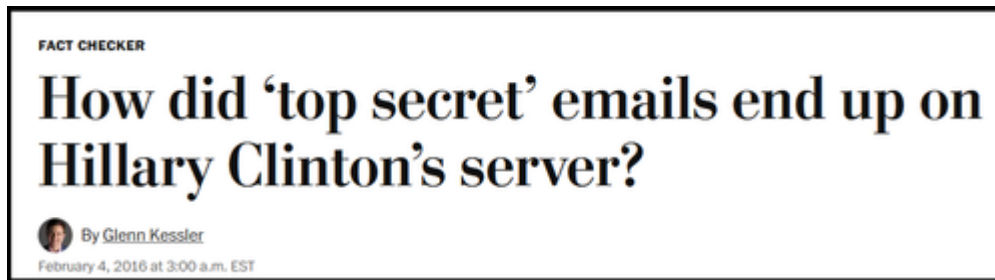 FACT CHECKER
How did ‘top secret’ emails end up on
Hillary Clinton’s server?
By Glenn Kessler
February 4, 2016 at 3:00 a.m. EST